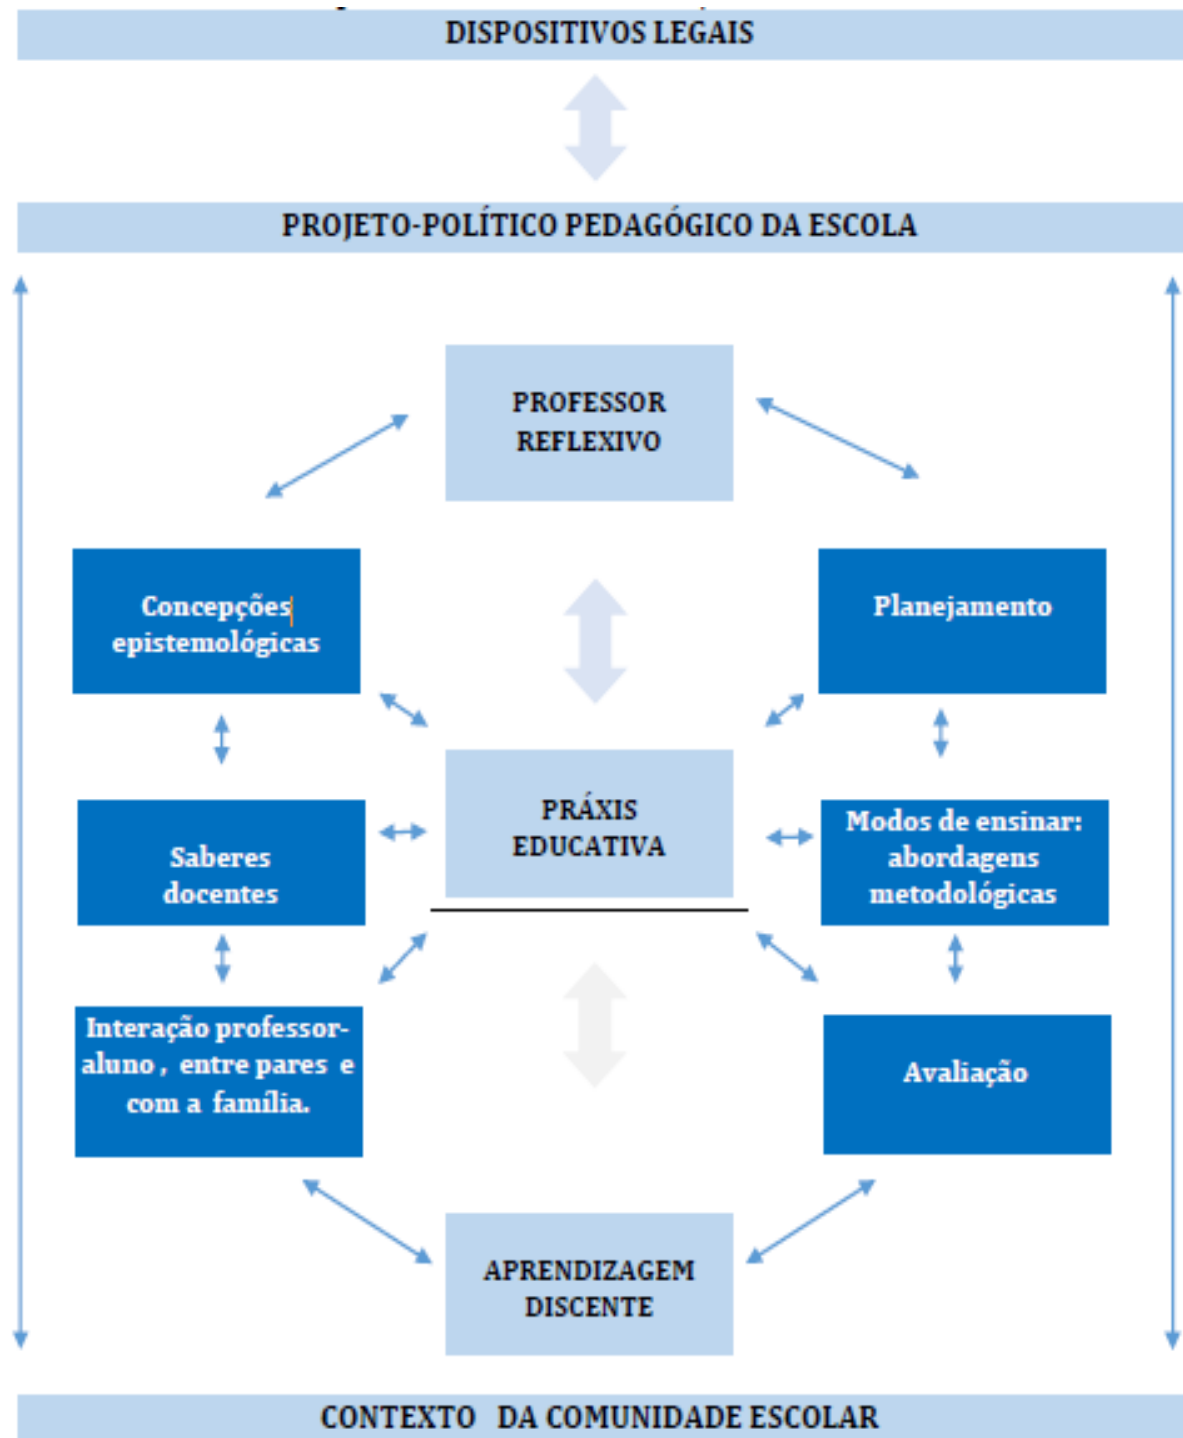 DISPOSITIVOS LEGAIS
PROJETO-POLÍTICO PEDAGÓGICO DA ESCOLA
PROFESSOR
REFLEXIVO
Concepções
epistemológicas
Planejamento
PRÁXIS
EDUCATIVA
Saberes
docentes
Modos de ensinar:
abordagens
metodológicas
Interação professor-
aluno , entre pares e
com a família.
Avaliação
APRENDIZAGEM
DISCENTE
CONTEXTO DA COMUNIDADE ESCOLAR